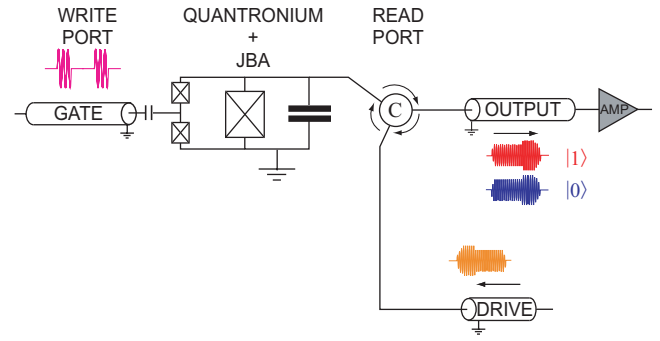 WRITE
PORT
QUANTRONIUM
+
JBA
READ
PORT
GATE
C
OUTPUT
AMP
|1⟩
|0⟩
DRIVE